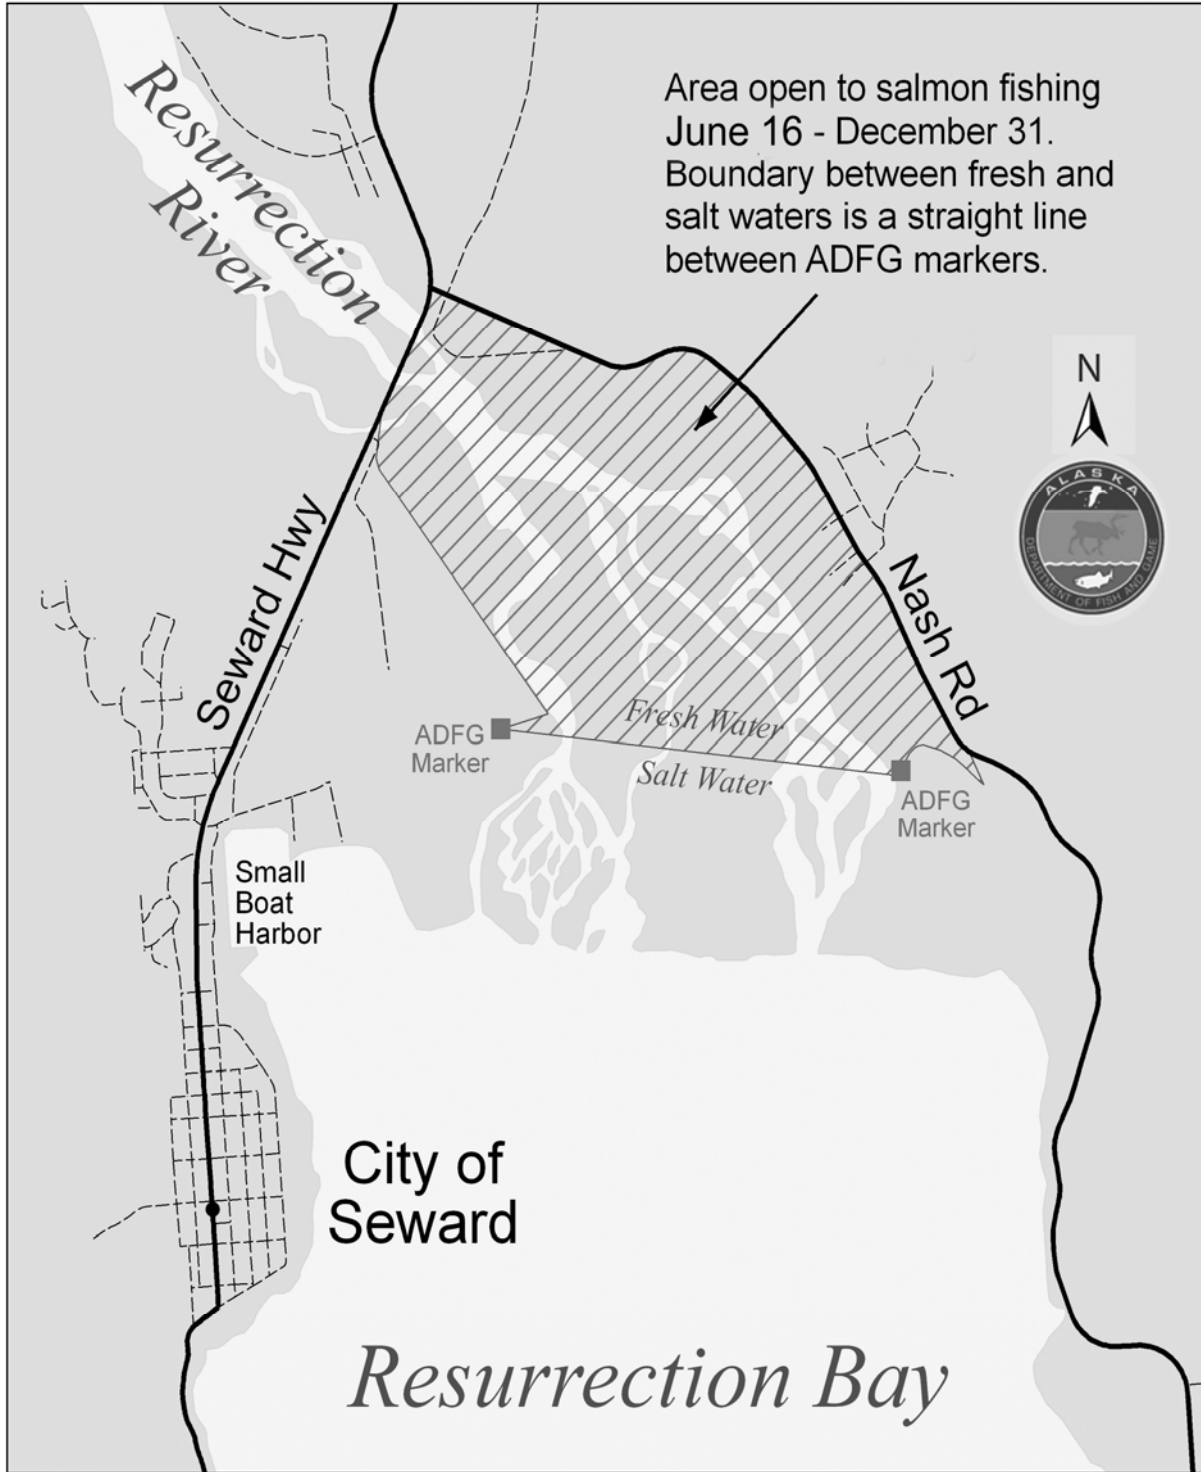 Resurrection
River
Area open to salmon fishing
June 16 - December 31.
Boundary between fresh and
salt waters is a straight line
between ADFG markers.
N
ALASKA
DEPARTMENT OF FISH AND GAME
Seward Hwy
Nash Rd
Fresh Water
Salt Water
ADFG
Marker
ADFG
Marker
Small
Boat
Harbor
City of
Seward
Resurrection Bay